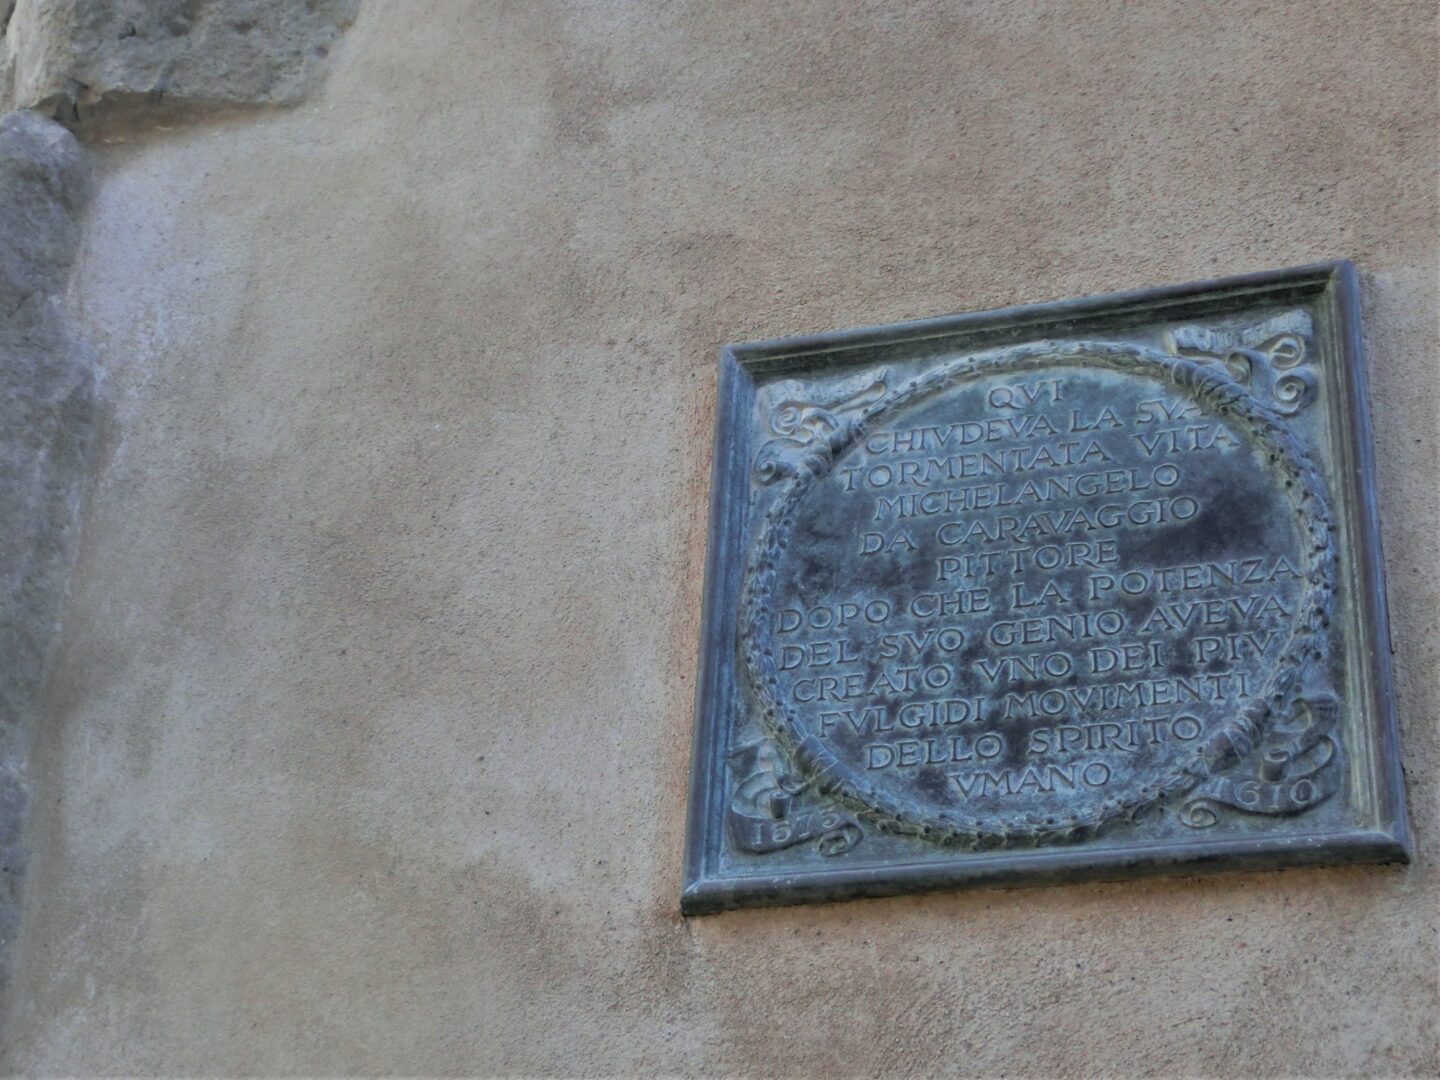 QVI
CHIVDEVA LA SVA
TORMENTATA VITA
MICHELANGELO
DA CARAVAGGIO
PITTORE
DOPO CHE LA POTENZA
DEL SVO GENIO AVEVA
CREATO VNO DEI PIV
FVLGIDI MOVIMENTI
DELLO SPIRITO
VMANO
1573
1610